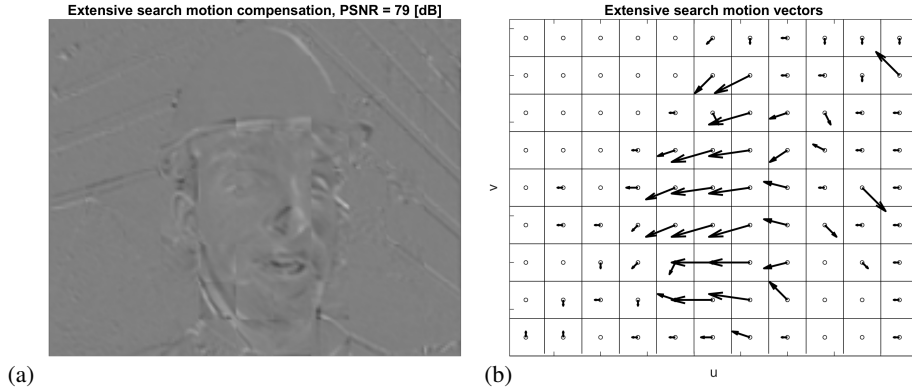 Extensive search motion compensation, PSNR = 79 [dB]
(a)
Extensive search motion vectors
v
u
(b)